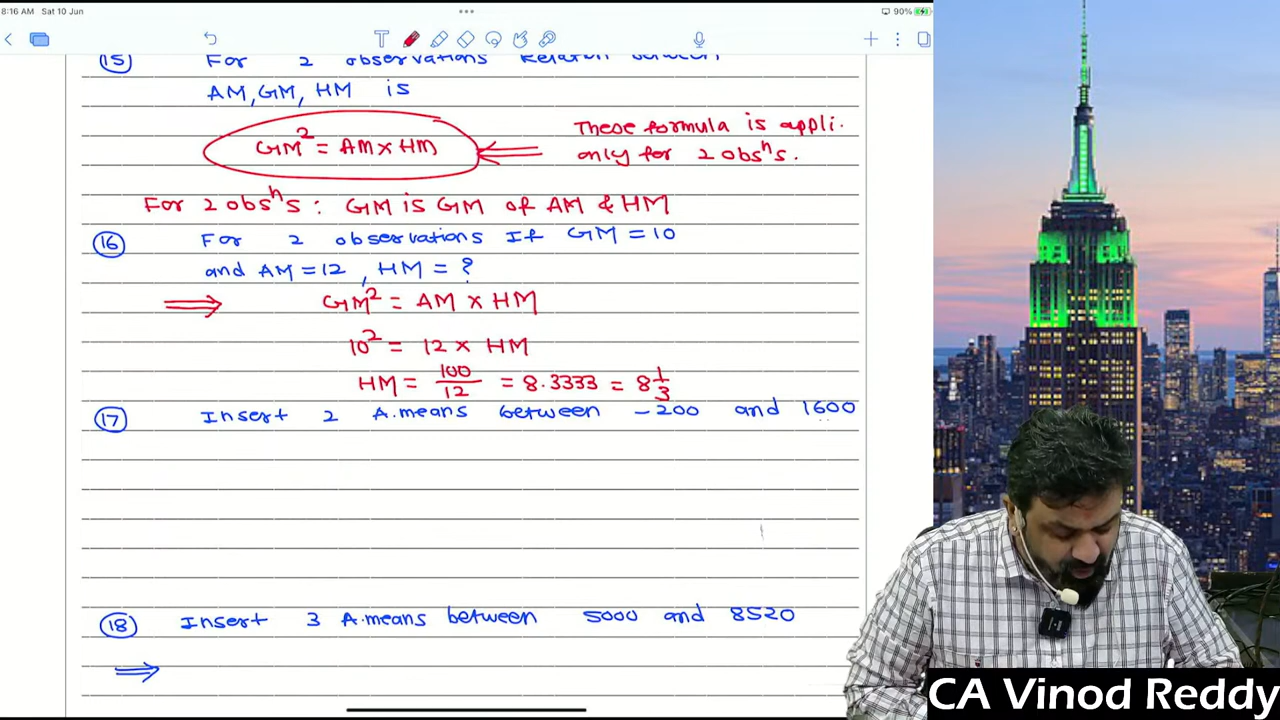 8:16 AM Sat 10 Jun
90%
15 For 2 observations Relation between
AM, GM, HM is
GM² = AM × HM
These formula is appli.
only for 2 obsⁿs.
For 2 obsⁿs : GM is GM of AM & HM
16 For 2 observations If GM = 10
and AM = 12 , HM = ?
⇒ GM² = AM × HM
10² = 12 × HM
HM = 100/12 = 8.3333 = 8 1/3
17 Insert 2 A.means between -200 and 1600
18 Insert 3 A.means between 5000 and 8520
⇒
CA Vinod Reddy